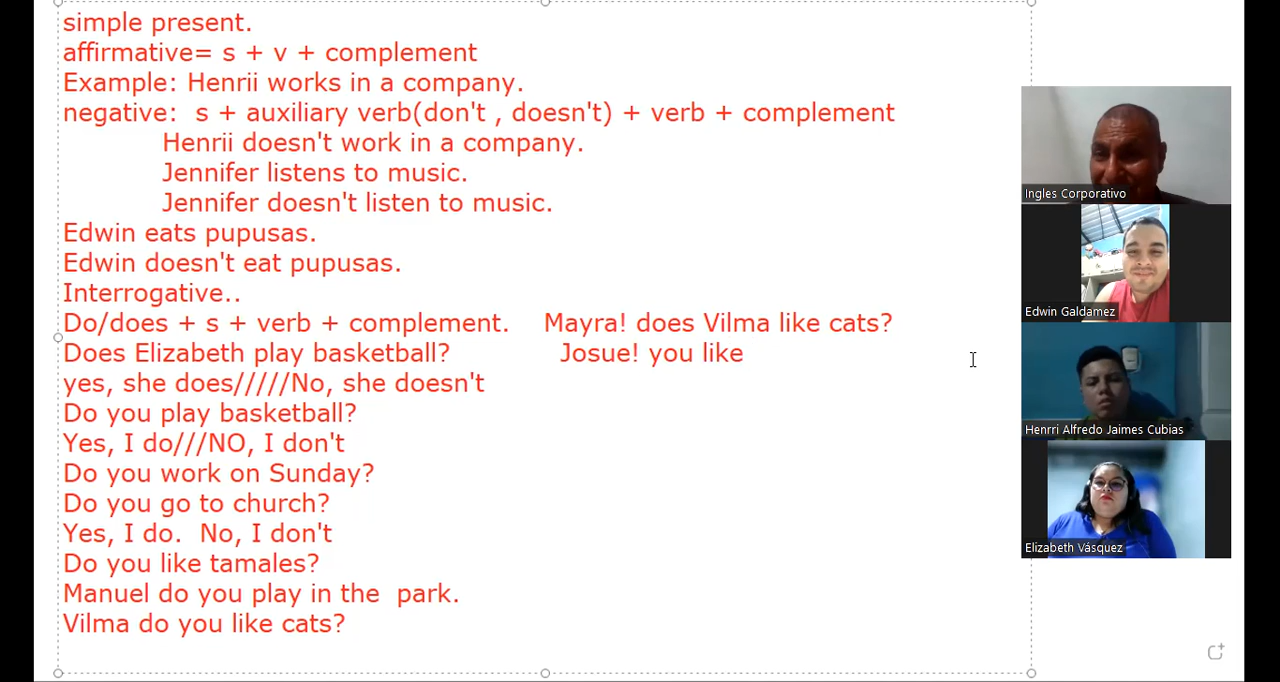 simple present.
affirmative= s + v + complement
Example: Henrii works in a company.
negative:  s + auxiliary verb(don't , doesn't) + verb + complement
Henrii doesn't work in a company.
Jennifer listens to music.
Jennifer doesn't listen to music.
Edwin eats pupusas.
Edwin doesn't eat pupusas.
Interrogative..
Do/does + s + verb + complement.    Mayra! does Vilma like cats?
Does Elizabeth play basketball?    Josue! you like
yes, she does/////No, she doesn't
Do you play basketball?
Yes, I do///NO, I don't
Do you work on Sunday?
Do you go to church?
Yes, I do.  No, I don't
Do you like tamales?
Manuel do you play in the  park.
Vilma do you like cats?
Ingles Corporativo
Edwin Galdamez
Henrri Alfredo Jaimes Cubias
Elizabeth Vásquez